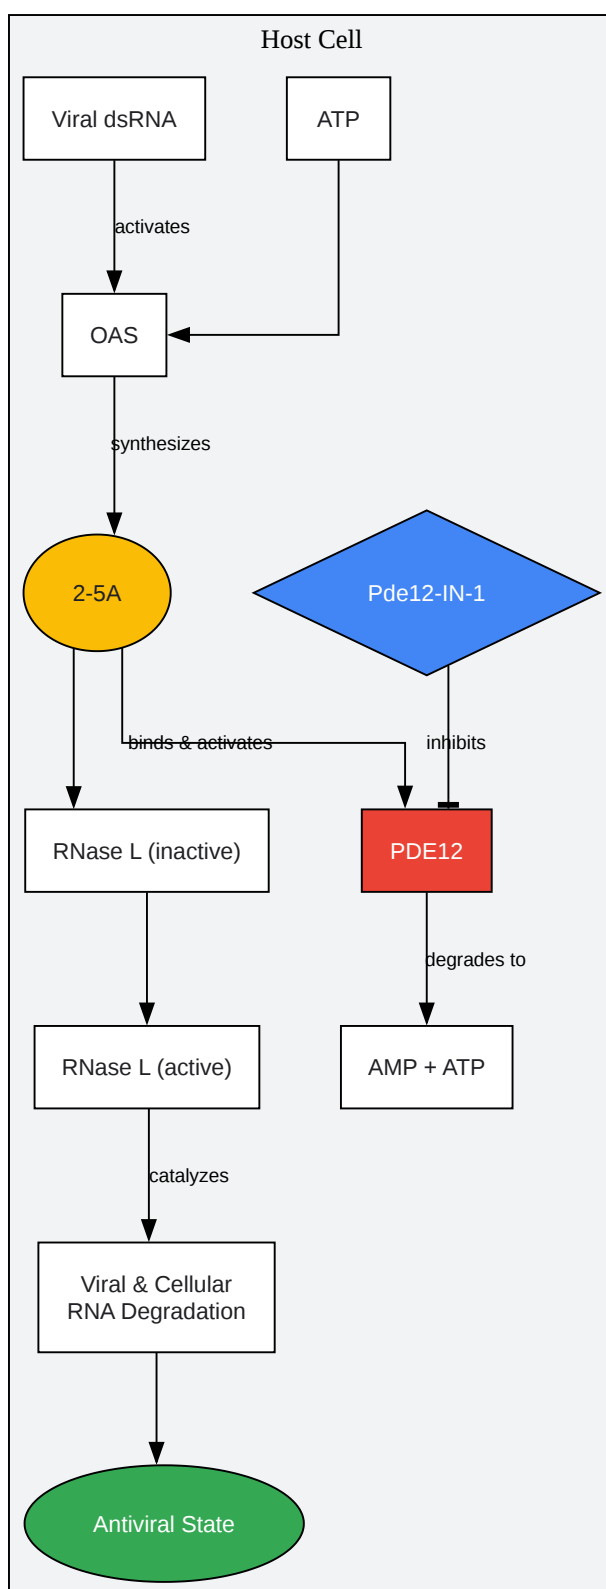 Host Cell
Viral dsRNA
ATP
activates
OAS
synthesizes
2-5A
Pde12-IN-1
binds & activates
inhibits
RNase L (inactive)
PDE12
degrades to
RNase L (active)
AMP + ATP
catalyzes
Viral & Cellular
RNA Degradation
Antiviral State